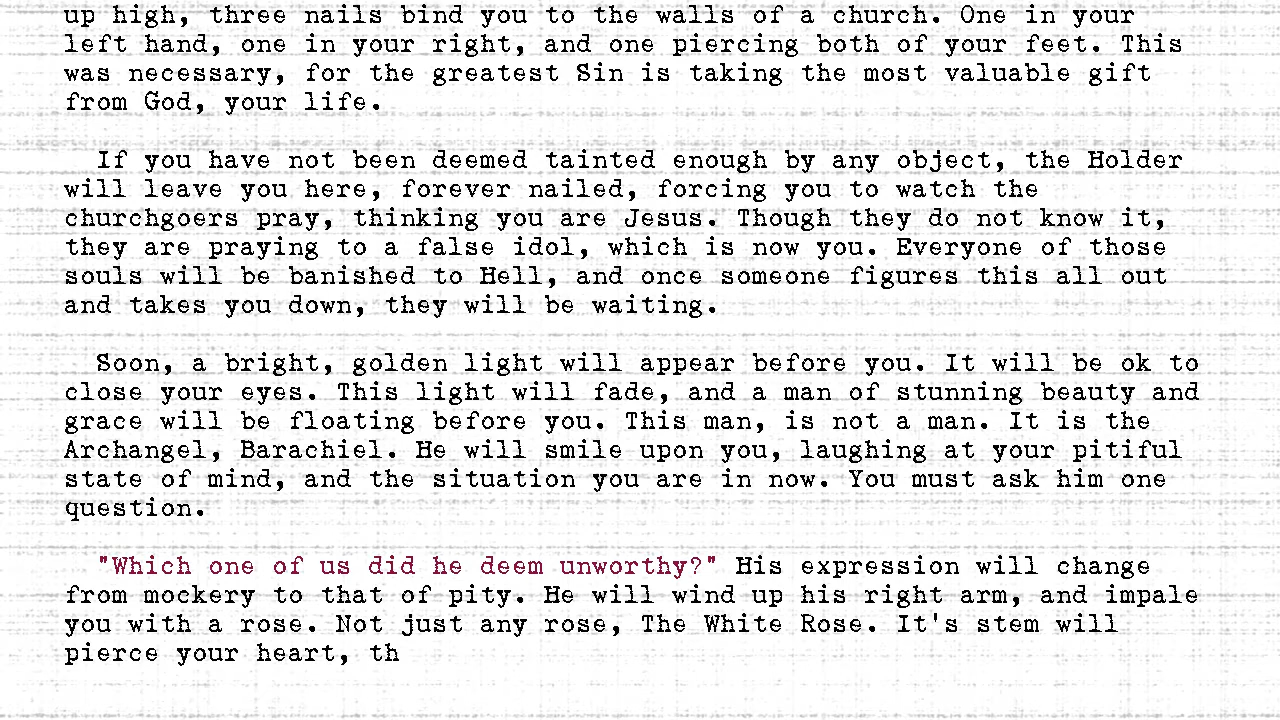 up high, three nails bind you to the walls of a church. One in your
left hand, one in your right, and one piercing both of your feet. This
was necessary, for the greatest Sin is taking the most valuable gift
from God, your life.
If you have not been deemed tainted enough by any object, the Holder
will leave you here, forever nailed, forcing you to watch the
churchgoers pray, thinking you are Jesus. Though they do not know it,
they are praying to a false idol, which is now you. Everyone of those
souls will be banished to Hell, and once someone figures this all out
and takes you down, they will be waiting.
Soon, a bright, golden light will appear before you. It will be ok to
close your eyes. This light will fade, and a man of stunning beauty and
grace will be floating before you. This man, is not a man. It is the
Archangel, Barachiel. He will smile upon you, laughing at your pitiful
state of mind, and the situation you are in now. You must ask him one
question.
"Which one of us did he deem unworthy?" His expression will change
from mockery to that of pity. He will wind up his right arm, and impale
you with a rose. Not just any rose, The White Rose. It's stem will
pierce your heart, th